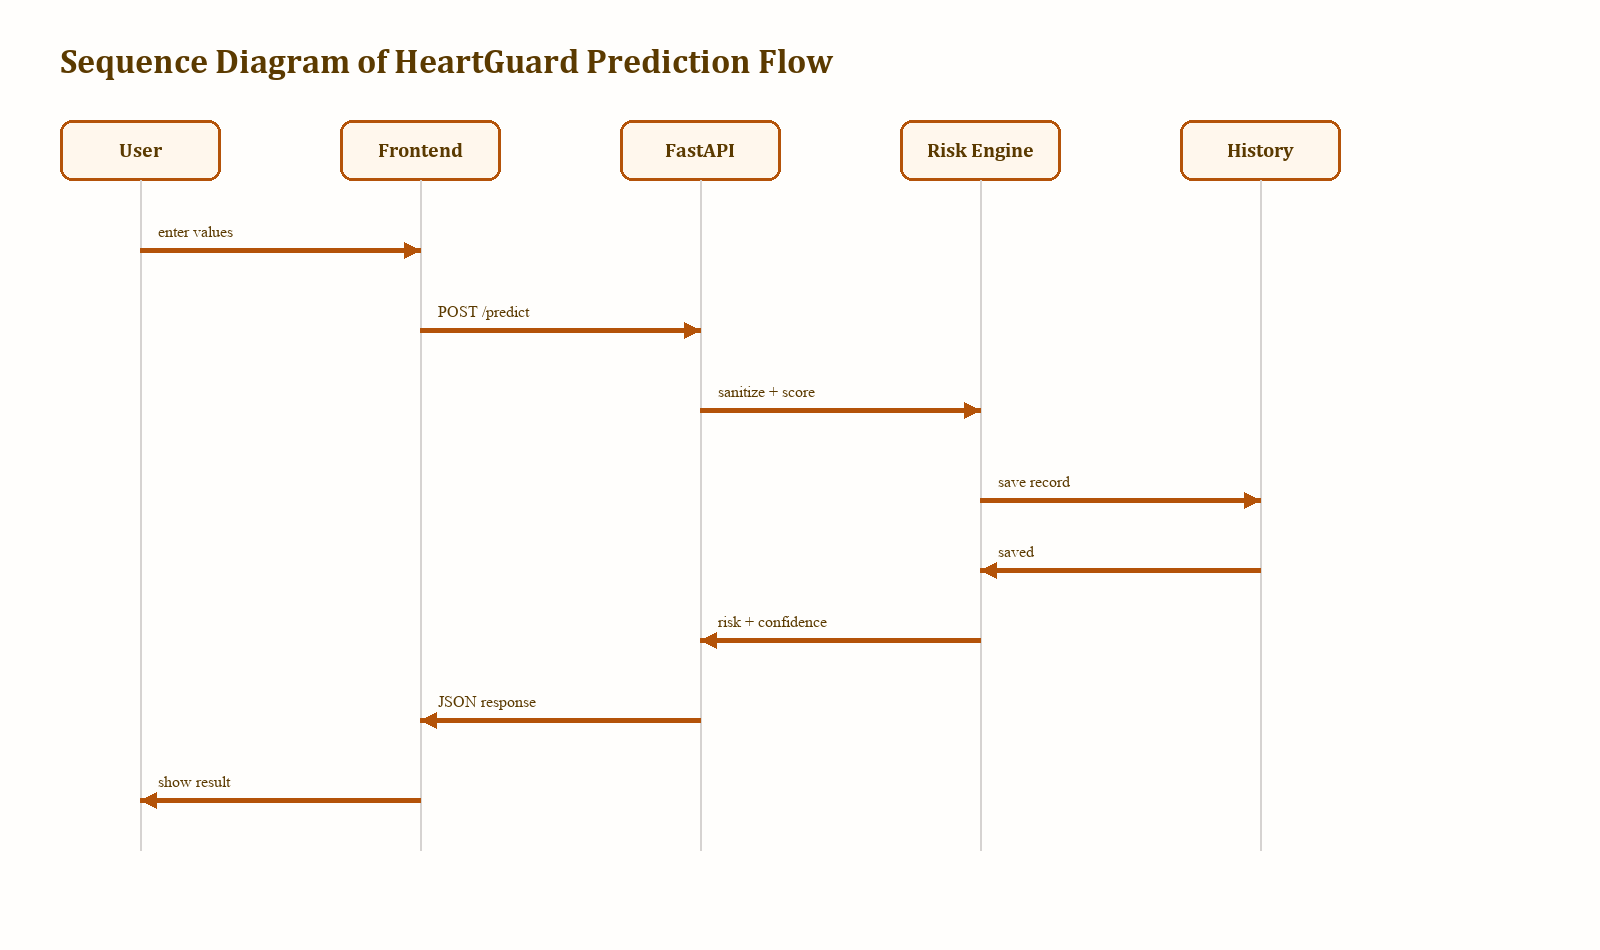 Sequence Diagram of HeartGuard Prediction Flow
User
Frontend
FastAPI
Risk Engine
History
enter values
POST /predict
sanitize + score
save record
saved
risk + confidence
JSON response
show result